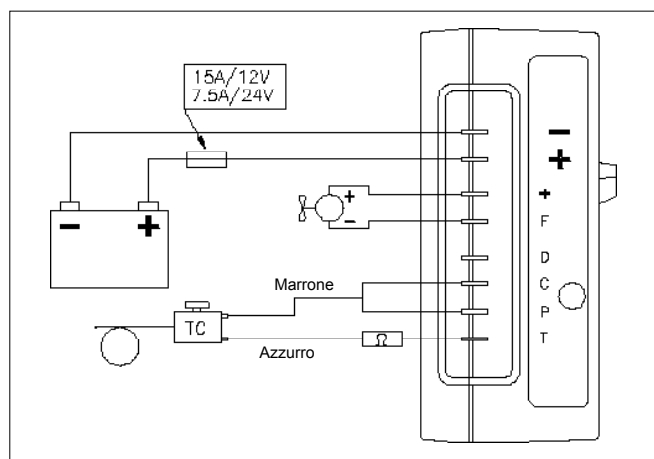 15A/12V
7.5A/24V
−
+
+
−
+
F
− +
D
C
Marrone
P
TC
T
Azzurro
Ω